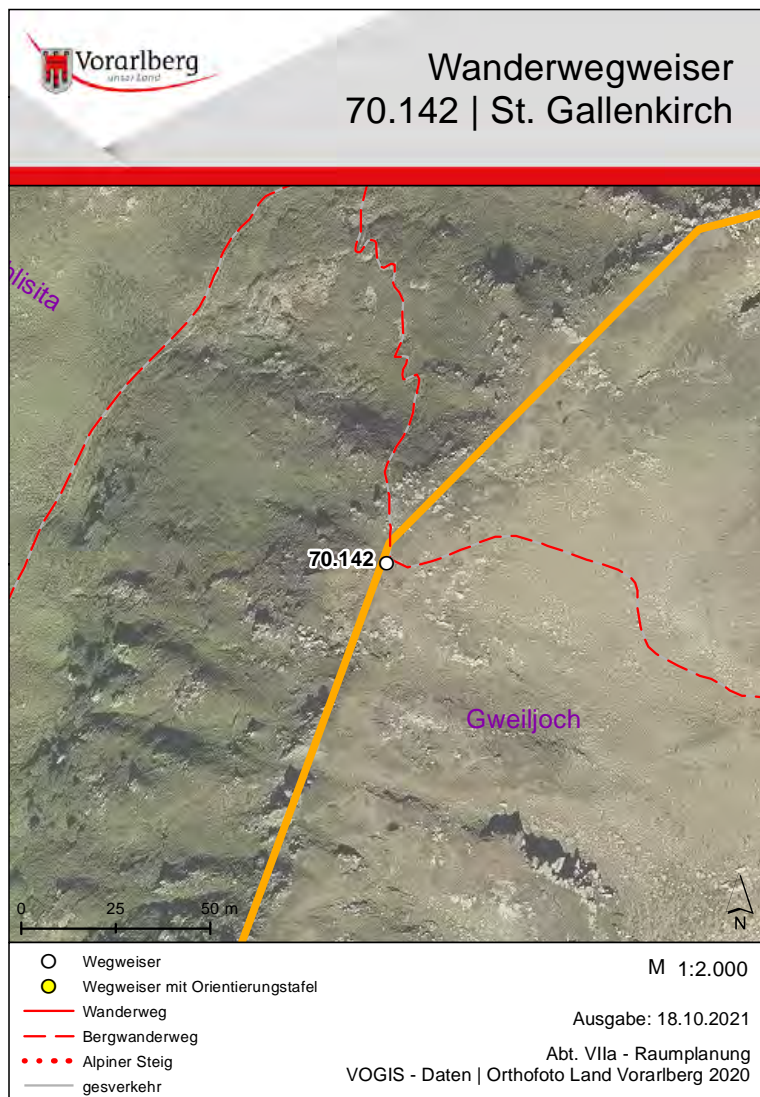 Vorarlberg
unser Land
Wanderwegweiser
70.142 | St. Gallenkirch
hlisita
70.142
Gweiljoch
0 25 50 m
N
Wegweiser
Wegweiser mit Orientierungstafel
Wanderweg
Bergwanderweg
Alpiner Steig
gesverkehr
M 1:2.000
Ausgabe: 18.10.2021
Abt. VIIa - Raumplanung
VOGIS - Daten | Orthofoto Land Vorarlberg 2020